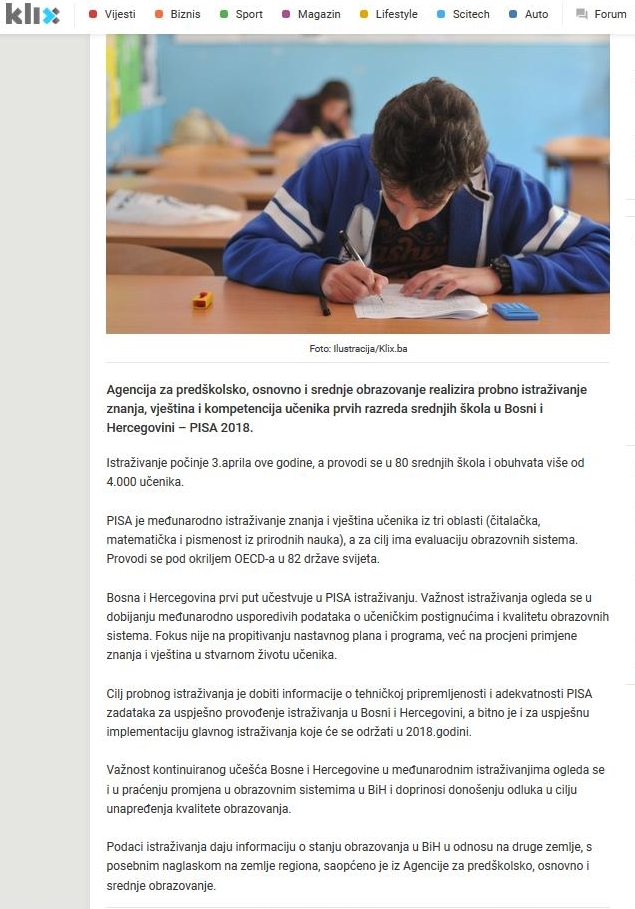 klix
Vijesti
Biznis
Sport
Magazin
Lifestyle
Scitech
Auto
Forum
Foto: Ilustracija/Klix.ba
Agencija za predškolsko, osnovno i srednje obrazovanje realizira probno istraživanje
znanja, vještina i kompetencija učenika prvih razreda srednjih škola u Bosni i
Hercegovini – PISA 2018.
Istraživanje počinje 3.aprila ove godine, a provodi se u 80 srednjih škola i obuhvata više od
4.000 učenika.
PISA je međunarodno istraživanje znanja i vještina učenika iz tri oblasti (čitalačka,
matematička i pismenost iz prirodnih nauka), a za cilj ima evaluaciju obrazovnih sistema.
Provodi se pod okriljem OECD-a u 82 države svijeta.
Bosna i Hercegovina prvi put učestvuje u PISA istraživanju. Važnost istraživanja ogleda se u
dobijanju međunarodno usporedivih podataka o učeničkim postignućima i kvalitetu obrazovnih
sistema. Fokus nije na propitivanju nastavnog plana i programa, već na procjeni primjene
znanja i vještina u stvarnom životu učenika.
Cilj probnog istraživanja je dobiti informacije o tehničkoj pripremljenosti i adekvatnosti PISA
zadataka za uspješno provođenje istraživanja u Bosni i Hercegovini, a bitno je i za uspješnu
implementaciju glavnog istraživanja koje će se održati u 2018.godini.
Važnost kontinuiranog učešća Bosne i Hercegovine u međunarodnim istraživanjima ogleda se
i u praćenju promjena u obrazovnim sistemima u BiH i doprinosi donošenju odluka u cilju
unapređenja kvalitete obrazovanja.
Podaci istraživanja daju informaciju o stanju obrazovanja u BiH u odnosu na druge zemlje, s
posebnim naglaskom na zemlje regiona, saopćeno je iz Agencije za predškolsko, osnovno i
srednje obrazovanje.